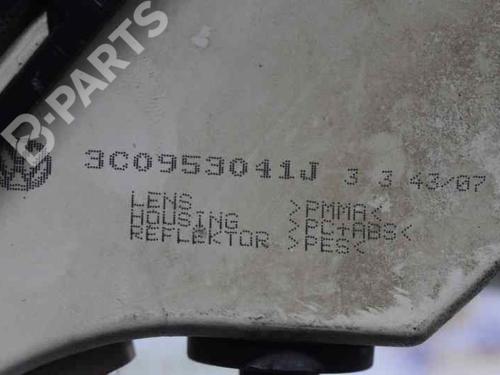 B-PARTS
3C0953041J 3 3 43/07
LENS >PMMA<
HOUSING >PC+ABS<
REFLEKTOR >PES<